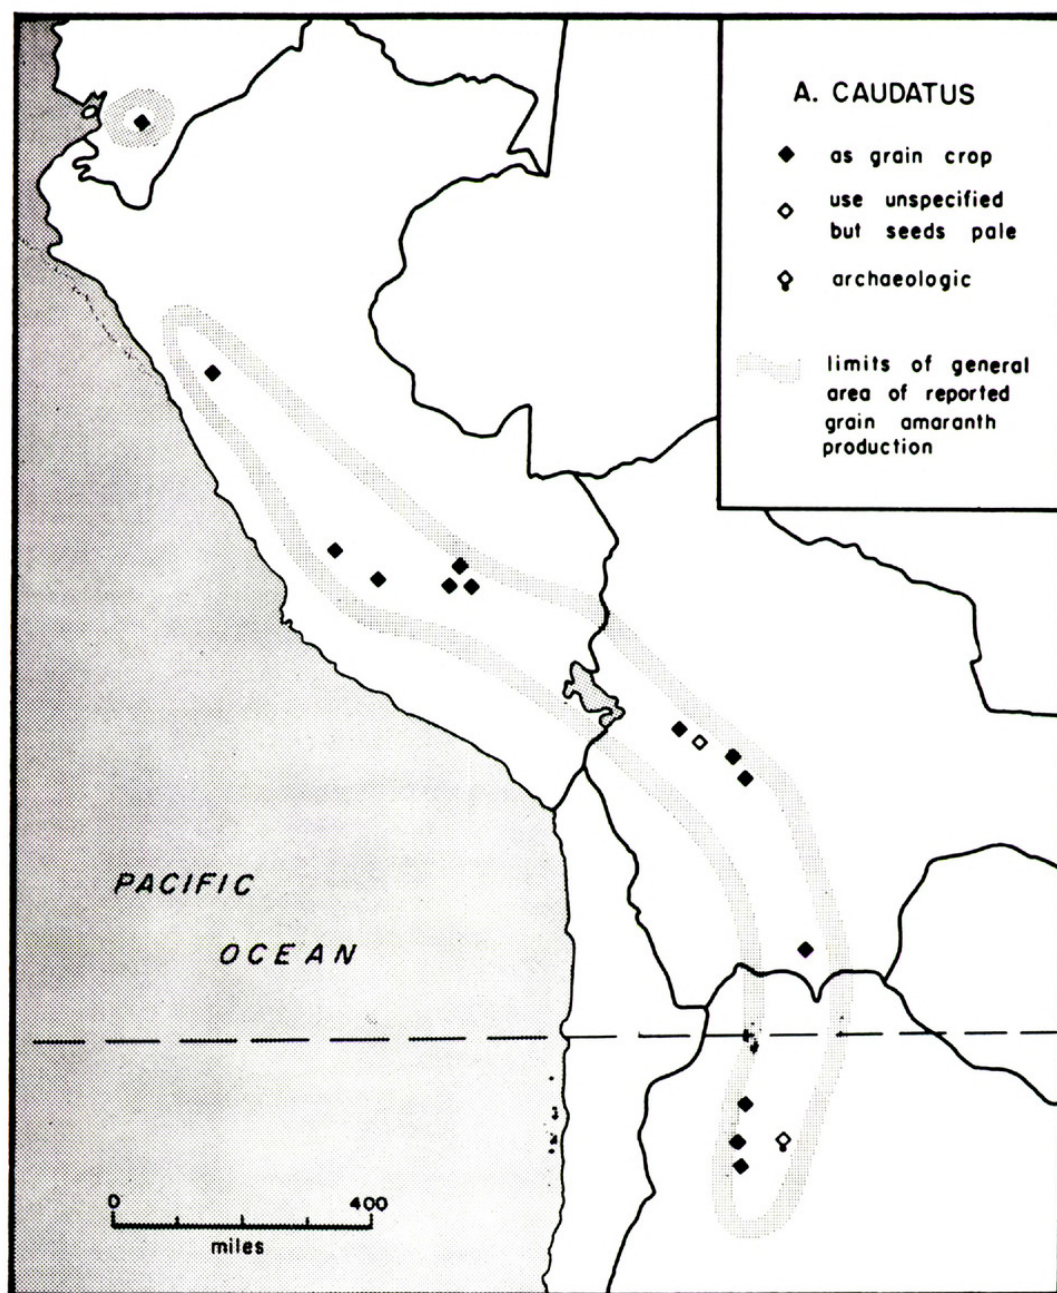 A. CAUDATUS
as grain crop
use unspecified
but seeds pale
archaeologic
limits of general
area of reported
grain amaranth
production
PACIFIC
OCEAN
0 400
miles